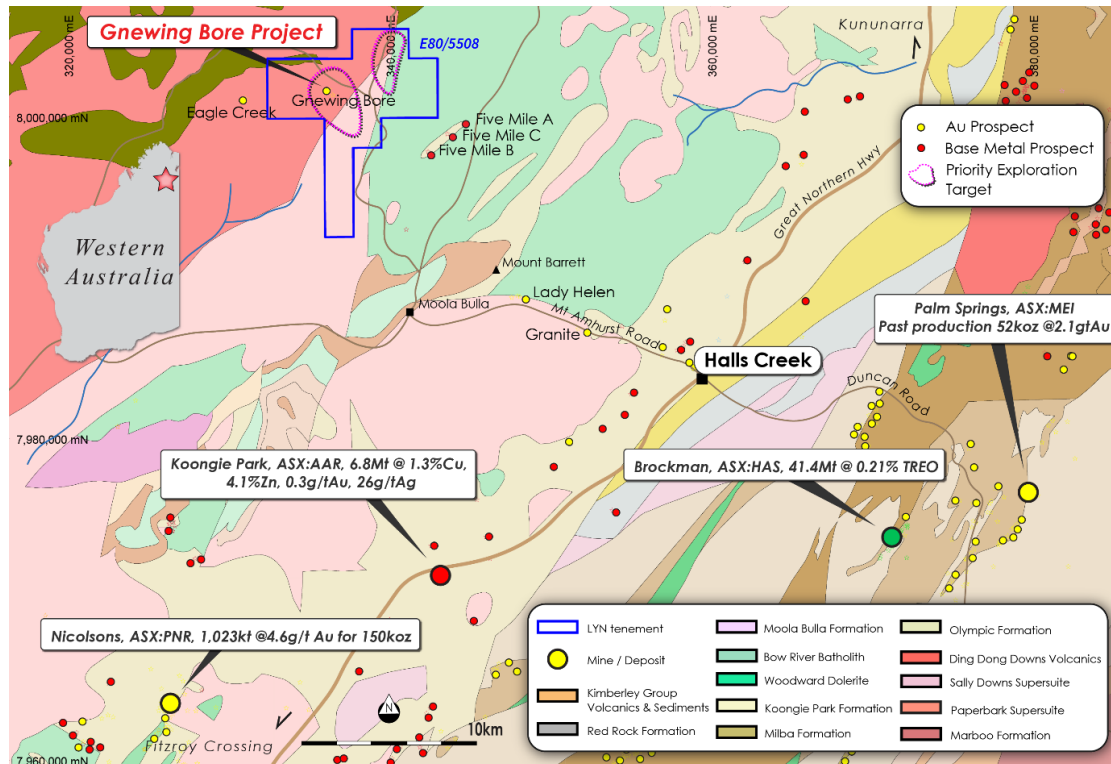 Gnewing Bore Project
320,000 mE
340,000 mE
360,000 mE
380,000 mE
E80/5508
Kununarra
8,000,000 mN
Eagle Creek
Gnewing Bore
Five Mile A
Five Mile C
Five Mile B
Au Prospect
Base Metal Prospect
Priority Exploration
Target
Great Northern Hwy
Western
Australia
Mount Barrett
Moola Bulla
Lady Helen
Mt Amhurst Road
Granite
Halls Creek
Palm Springs, ASX:MEI
Past production 52koz @2.1gtAu
Duncan Road
7,980,000 mN
Koongie Park, ASX:AAR, 6.8Mt @ 1.3%Cu,
4.1%Zn, 0.3g/tAu, 26g/tAg
Brockman, ASX:HAS, 41.4Mt @ 0.21% TREO
Nicolsons, ASX:PNR, 1,023kt @4.6g/t Au for 150koz
Fitzroy Crossing
N
10km
7,960,000 mN
LYN tenement
Mine / Deposit
Kimberley Group
Volcanics & Sediments
Red Rock Formation
Moola Bulla Formation
Bow River Batholith
Woodward Dolerite
Koongie Park Formation
Milba Formation
Olympic Formation
Ding Dong Downs Volcanics
Sally Downs Supersuite
Paperbark Supersuite
Marboo Formation